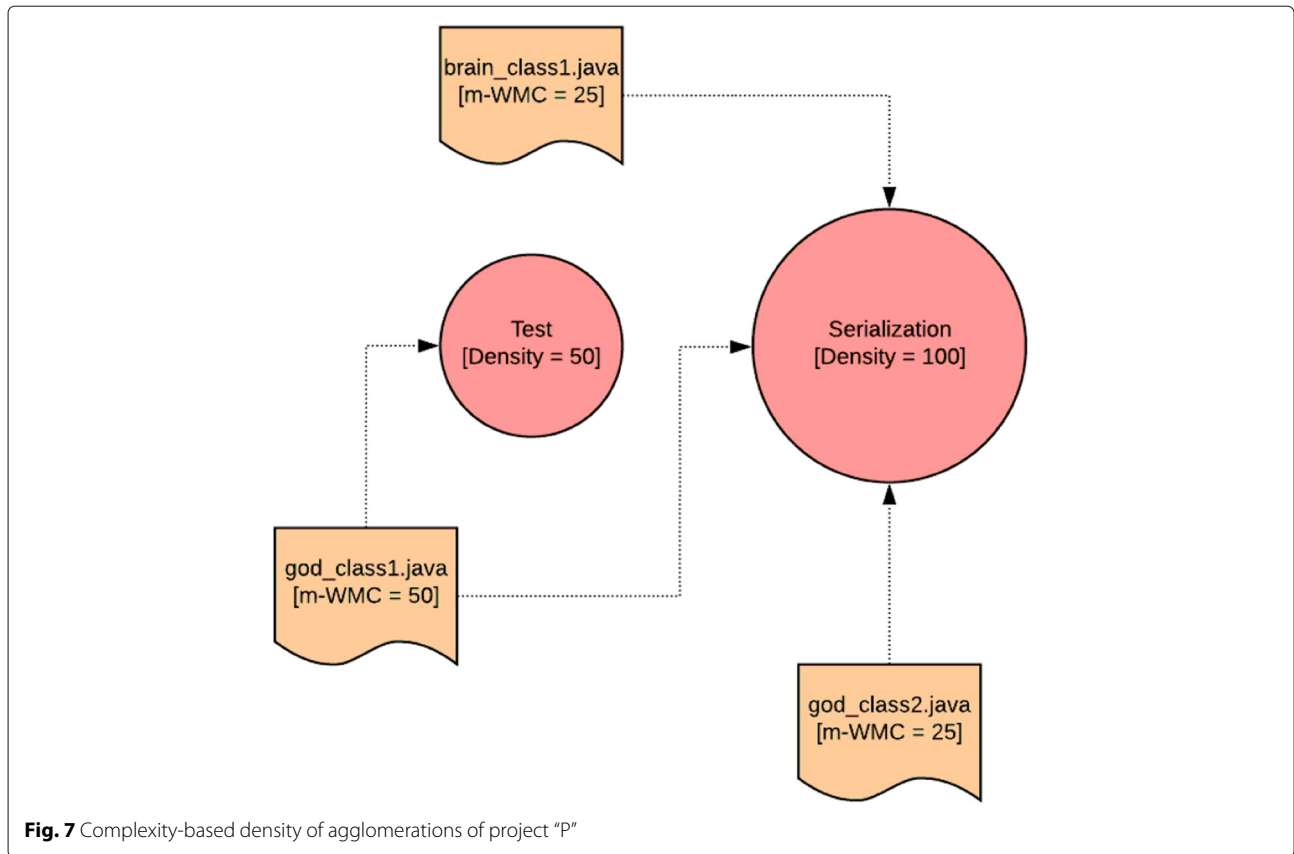 brain_class1.java
[m-WMC = 25]
Test
[Density = 50]
Serialization
[Density = 100]
god_class1.java
[m-WMC = 50]
god_class2.java
[m-WMC = 25]
Fig. 7 Complexity-based density of agglomerations of project “P”